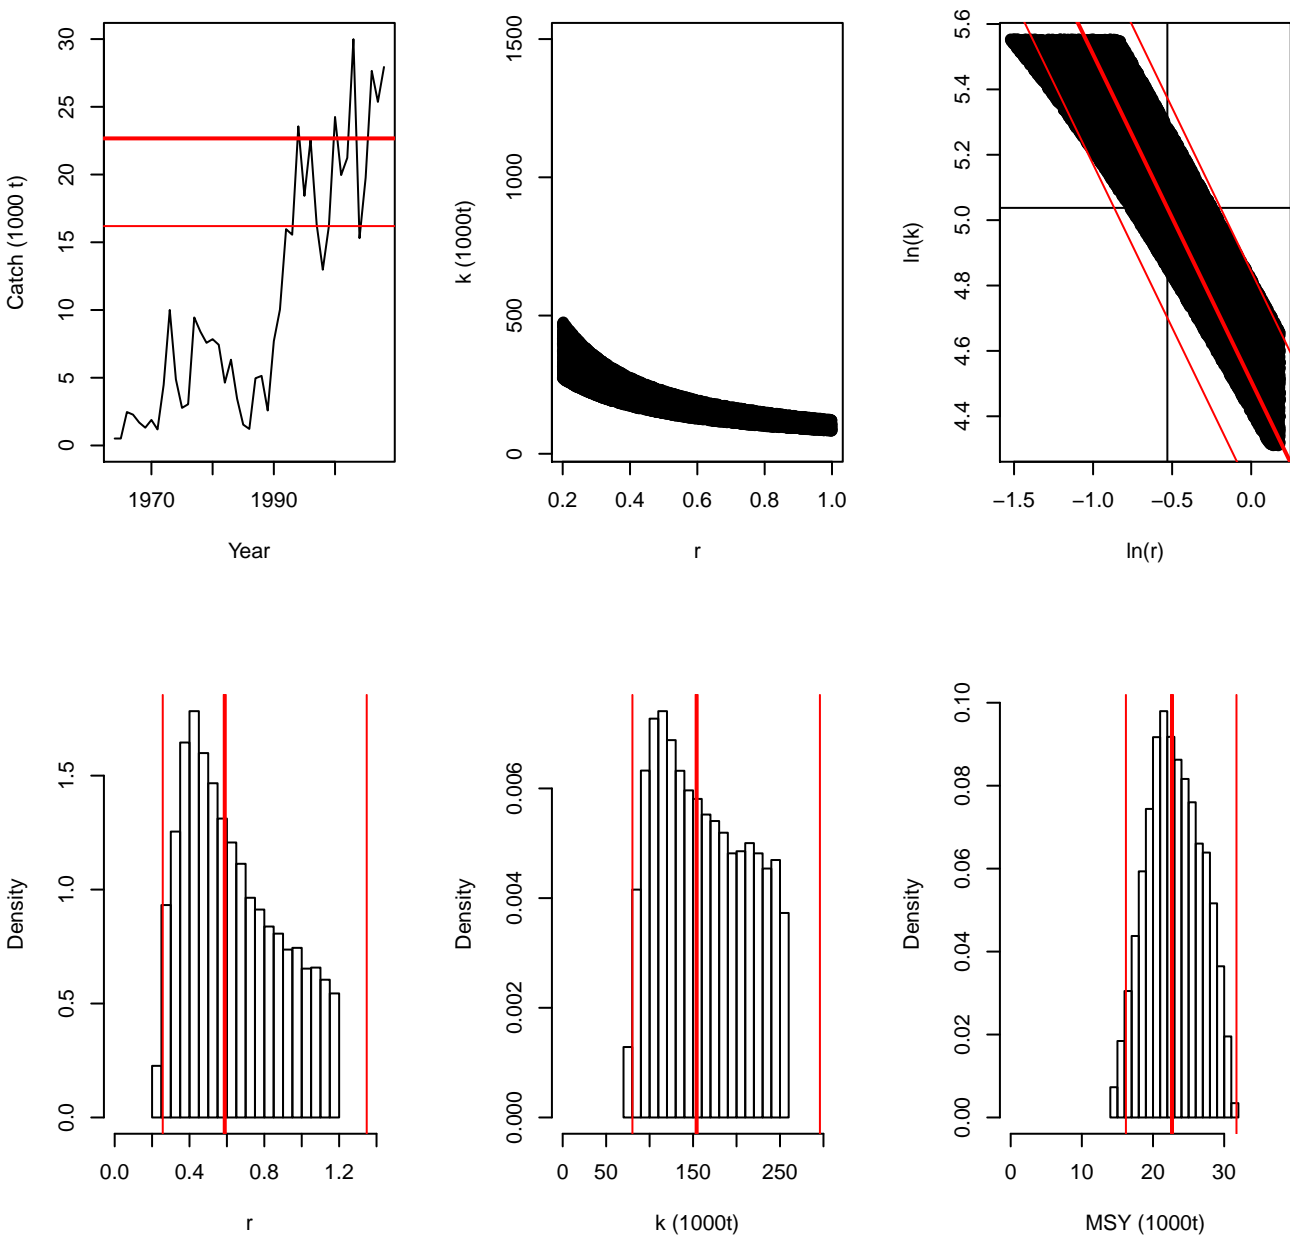 Catch (1000 t)
0 5 10 15 20 25 30
1970 1990
Year
k (1000t)
0 500 1000 1500
0.2 0.4 0.6 0.8 1.0
r
ln(k)
4.4 4.6 4.8 5.0 5.2 5.4 5.6
−1.5 −1.0 −0.5 0.0
ln(r)
Density
0.0 0.5 1.0 1.5
0.0 0.4 0.8 1.2
r
Density
0.000 0.002 0.004 0.006
0 50 150 250
k (1000t)
Density
0.00 0.02 0.04 0.06 0.08 0.10
0 10 20 30
MSY (1000t)